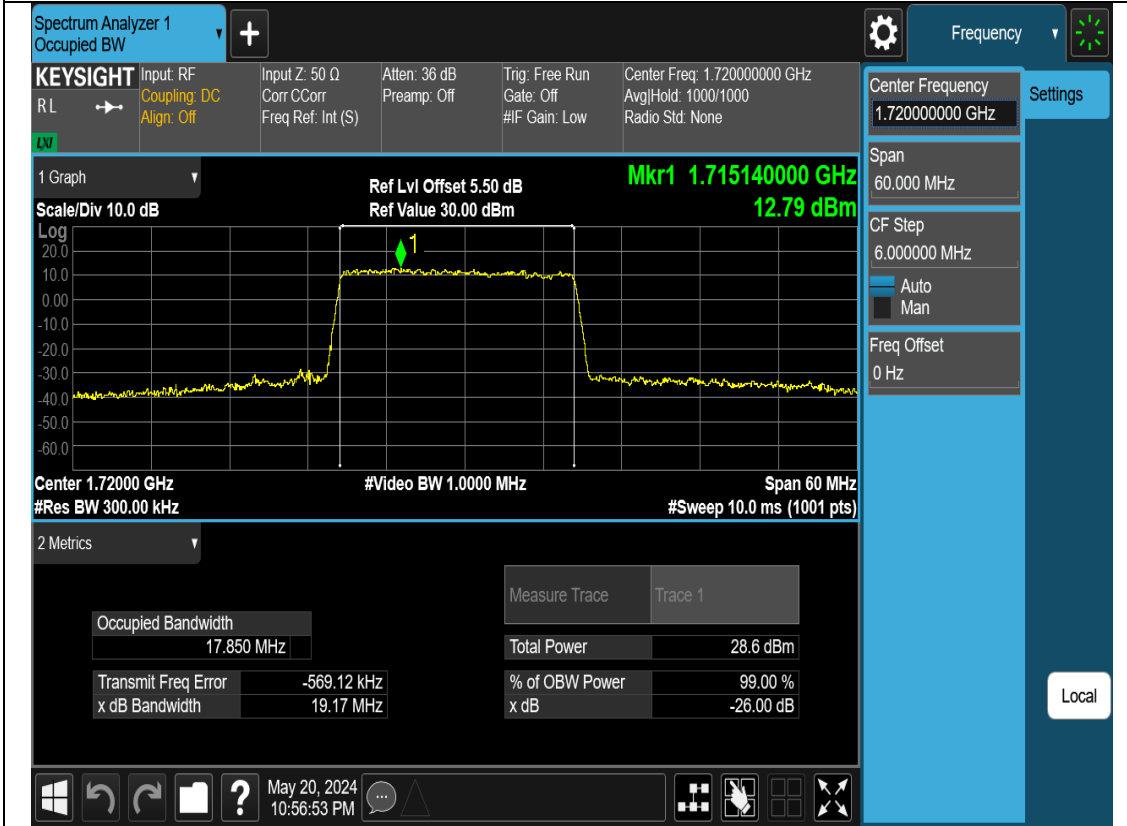 Spectrum Analyzer 1
Occupied BW
Frequency
KEYSIGHT
R L
LXI
Input: RF
Coupling: DC
Align: Off
Input Z: 50 Ω
Corr CCorr
Freq Ref: Int (S)
Atten: 36 dB
Preamp: Off
Trig: Free Run
Gate: Off
#IF Gain: Low
Center Freq: 1.720000000 GHz
Avg|Hold: 1000/1000
Radio Std: None
Center Frequency
1.720000000 GHz
Settings
Span
60.000 MHz
CF Step
6.000000 MHz
Auto
Man
Freq Offset
0 Hz
Local
1 Graph
Ref Lvl Offset 5.50 dB
Mkr1 1.715140000 GHz
Scale/Div 10.0 dB
Ref Value 30.00 dBm
12.79 dBm
Log
1
20.0
10.0
0.00
-10.0
-20.0
-30.0
-40.0
-50.0
-60.0
Center 1.72000 GHz
#Video BW 1.0000 MHz
Span 60 MHz
#Res BW 300.00 kHz
#Sweep 10.0 ms (1001 pts)
2 Metrics
Measure Trace
Trace 1
Occupied Bandwidth
17.850 MHz
Total Power
28.6 dBm
Transmit Freq Error
-569.12 kHz
% of OBW Power
99.00 %
x dB Bandwidth
19.17 MHz
x dB
-26.00 dB
?
May 20, 2024
10:56:53 PM